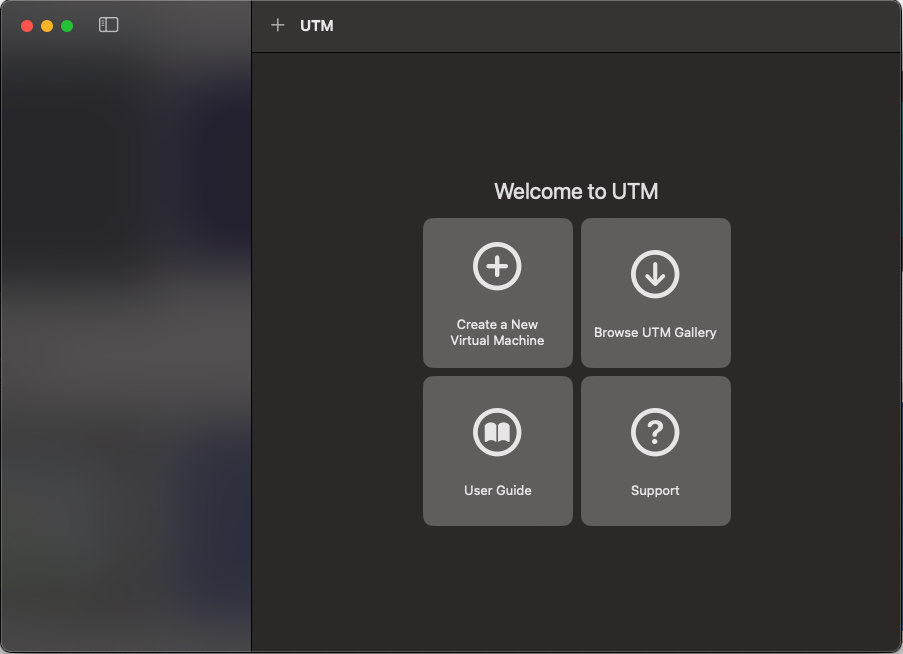 UTM
Welcome to UTM
Create a New
Virtual Machine
Browse UTM Gallery
User Guide
Support